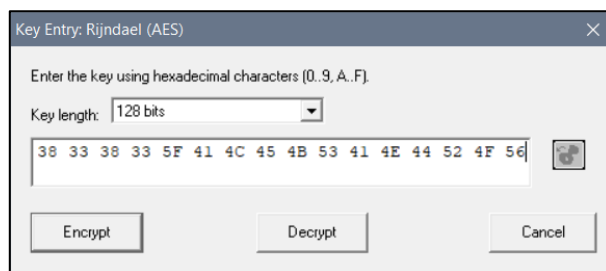 Key Entry: Rijndael (AES)
Enter the key using hexadecimal characters (0..9, A..F).
Key length: 128 bits
38 33 38 33 5F 41 4C 45 4B 53 41 4E 44 52 4F 56
Encrypt Decrypt Cancel